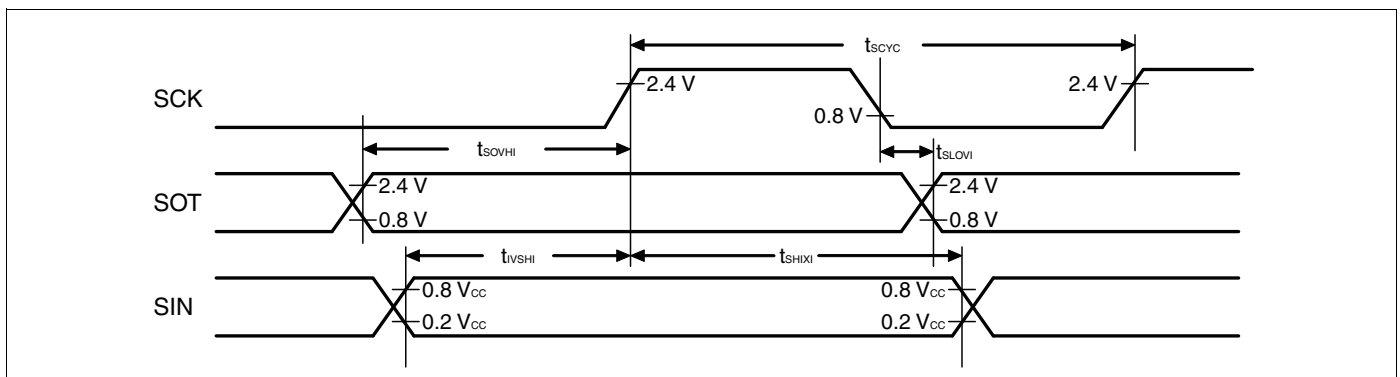 tSCYC
SCK
2.4 V
0.8 V
2.4 V
tSOVHI
tSLOVI
SOT
2.4 V
0.8 V
2.4 V
0.8 V
tIVSHI
tSHIXI
SIN
0.8 VCC
0.2 VCC
0.8 VCC
0.2 VCC